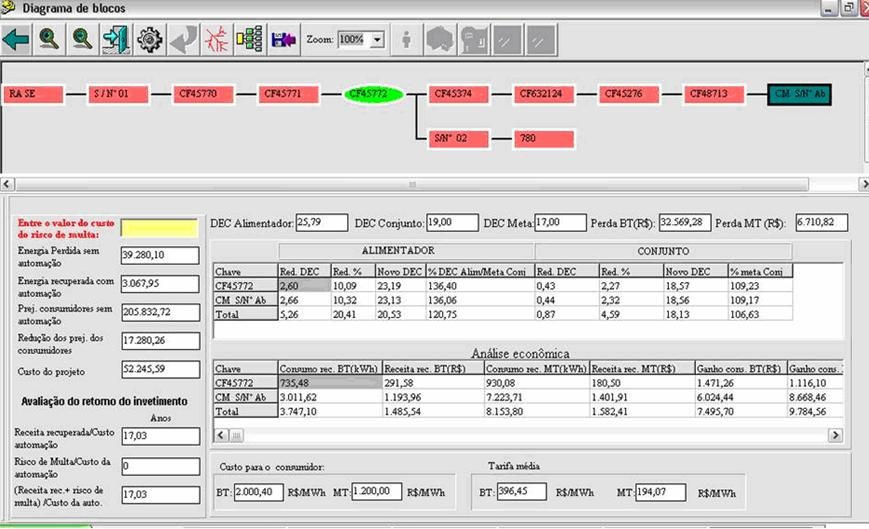 Diagrama de blocos
Zoom: 100%
RA SE S / N° 01 CF45770 CF45771 CF45772 CF45374 CF632124 CF45276 CF48713 CM S/N° Ab
S/N° 02 780
Entre o valor do custo
do risco de multa:
DEC Alimentador: 25,79 DEC Conjunto: 19,00 DEC Meta: 17,00 Perda BT(R$): 32.569,28 Perda MT (R$): 6.710,82
Energia Perdida sem
automação 39.280,10
Energia recuperada com
automação 3.067,95
Prej. consumidores sem
automação 205.832,72
Redução dos prej. dos
consumidores 17.280,26
Custo do projeto 52.245,59
Avaliação do retorno do invetimento
Anos
Receita recuperada/Custo
automação 17,03
Risco de Multa/Custo da
automação 0
(Receita rec.+ risco de
multa) /Custo da auto. 17,03
ALIMENTADOR CONJUNTO
Chave Red. DEC Red. % Novo DEC % DEC Alim/Meta Conj Red. DEC Red. % Novo DEC % meta Conj
CF45772 2,60 10,09 23,19 136,40 0,43 2,27 18,57 109,23
CM S/N° Ab 2,66 10,32 23,13 136,06 0,44 2,32 18,56 109,17
Total 5,26 20,41 20,53 120,75 0,87 4,59 18,13 106,63
Análise econômica
Chave Consumo rec. BT(kWh) Receita rec. BT(R$) Consumo rec. MT(kWh) Receita rec. MT(R$) Ganho cons. BT(R$) Ganho cons.
CF45772 735,48 291,58 930,08 180,50 1.471,26 1.116,10
CM S/N° Ab 3.011,62 1.193,96 7.223,71 1.401,91 6.024,44 8.668,46
Total 3.747,10 1.485,54 8.153,80 1.582,41 7.495,70 9.784,56
Custo para o consumidor: Tarifa média
BT: 2.000,40 R$/MWh MT: 1.200,00 R$/MWh BT: 396,45 R$/MWh MT: 194,07 R$/MWh